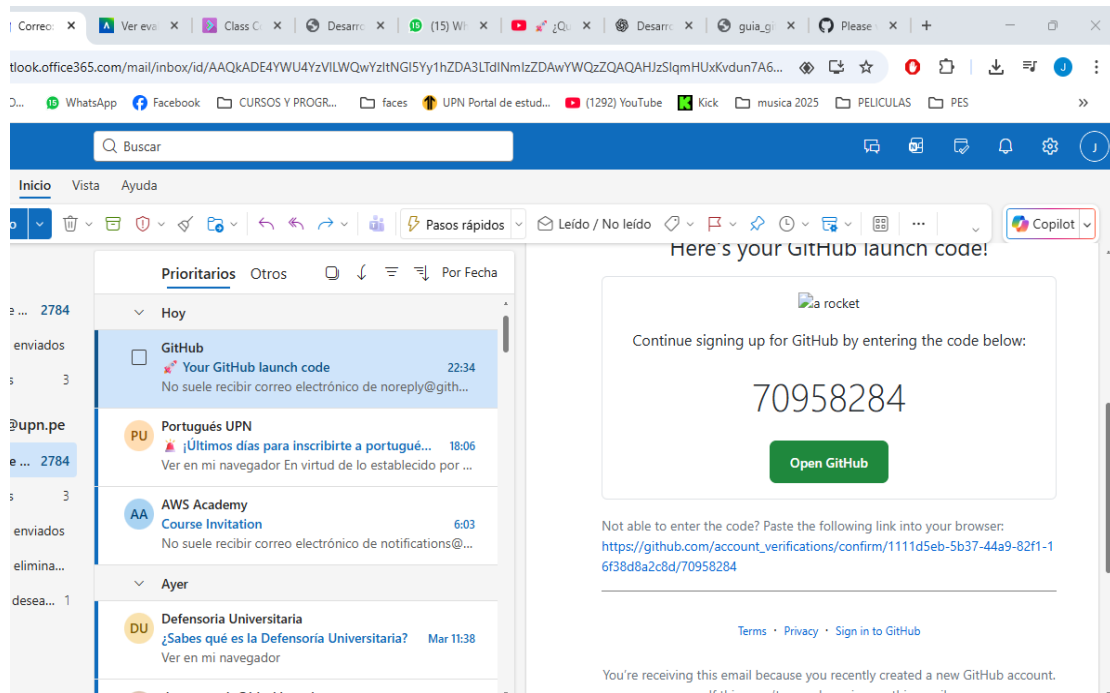 Correo: Ver eva Class C Desarro (15) Wh ¿Qu Desarro guia_gi Please v
tlook.office365.com/mail/inbox/id/AAQkADE4YWU4YzVlLWQwYzItNGI5Yy1hZDA3LTdlNmIzZDAwYWQzZQAQAHJzSlqmHUxKvdun7A6...
D... WhatsApp Facebook CURSOS Y PROGR... faces UPN Portal de estud... (1292) YouTube Kick musica 2025 PELICULAS PES
Buscar
Inicio Vista Ayuda
Pasos rápidos Leído / No leído Copilot
Prioritarios Otros Por Fecha
e ... 2784
enviados
s 3
@upn.pe
e ... 2784
s 3
enviados
elimina...
desea... 1
Hoy
GitHub
Your GitHub launch code 22:34
No suele recibir correo electrónico de noreply@gith...
PU
Portugués UPN
¡Últimos días para inscribirte a portugué... 18:06
Ver en mi navegador En virtud de lo establecido por ...
AA
AWS Academy
Course Invitation 6:03
No suele recibir correo electrónico de notifications@...
Ayer
DU
Defensoria Universitaria
¿Sabes qué es la Defensoría Universitaria? Mar 11:38
Ver en mi navegador
Here's your GitHub launch code!
a rocket
Continue signing up for GitHub by entering the code below:
70958284
Open GitHub
Not able to enter the code? Paste the following link into your browser:
https://github.com/account_verifications/confirm/1111d5eb-5b37-44a9-82f1-1
6f38d8a2c8d/70958284
Terms · Privacy · Sign in to GitHub
You're receiving this email because you recently created a new GitHub account.